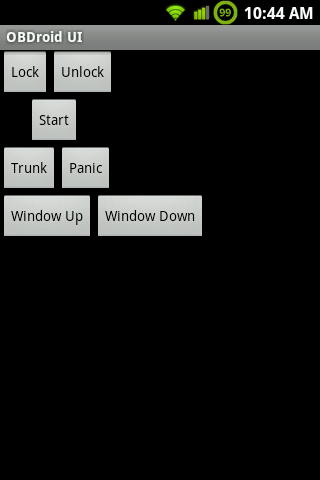 99 10:44 AM
OBDroid UI
Lock Unlock
Start
Trunk Panic
Window Up Window Down